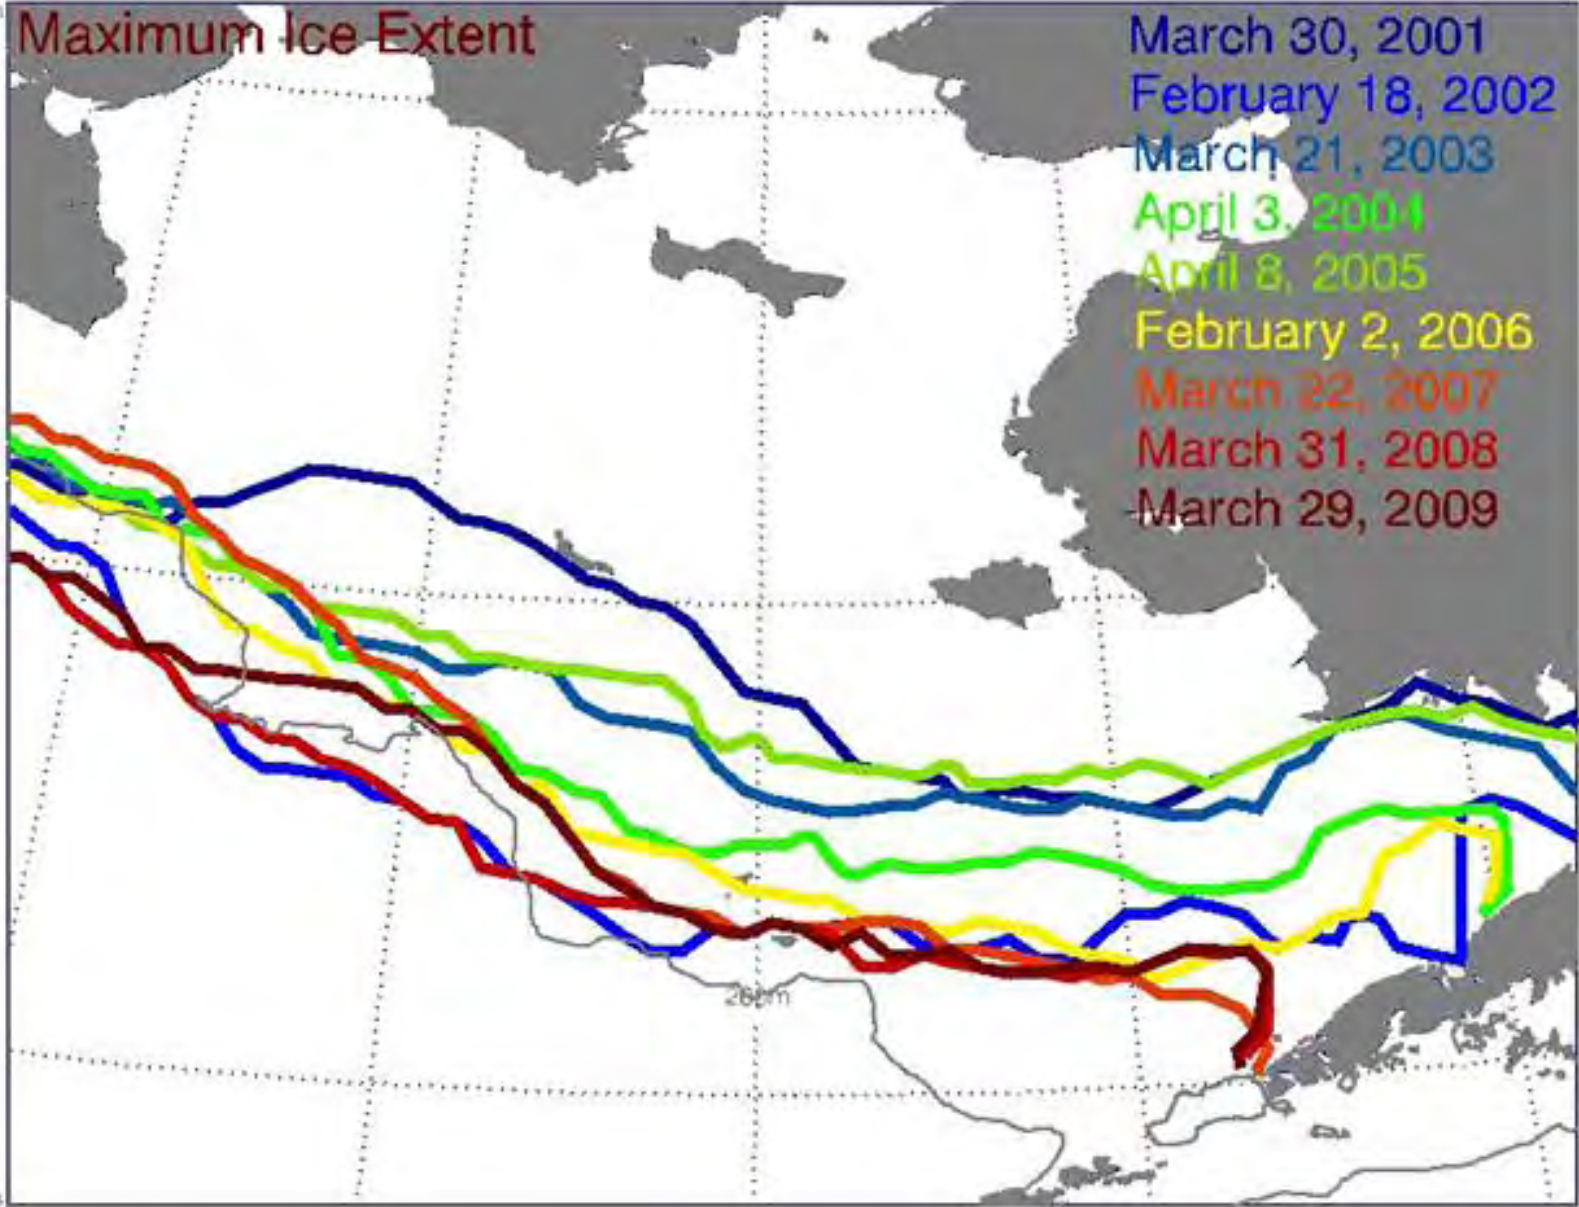 Maximum Ice Extent
March 30, 2001
February 18, 2002
March 21, 2003
April 3, 2004
April 8, 2005
February 2, 2006
March 22, 2007
March 31, 2008
March 29, 2009